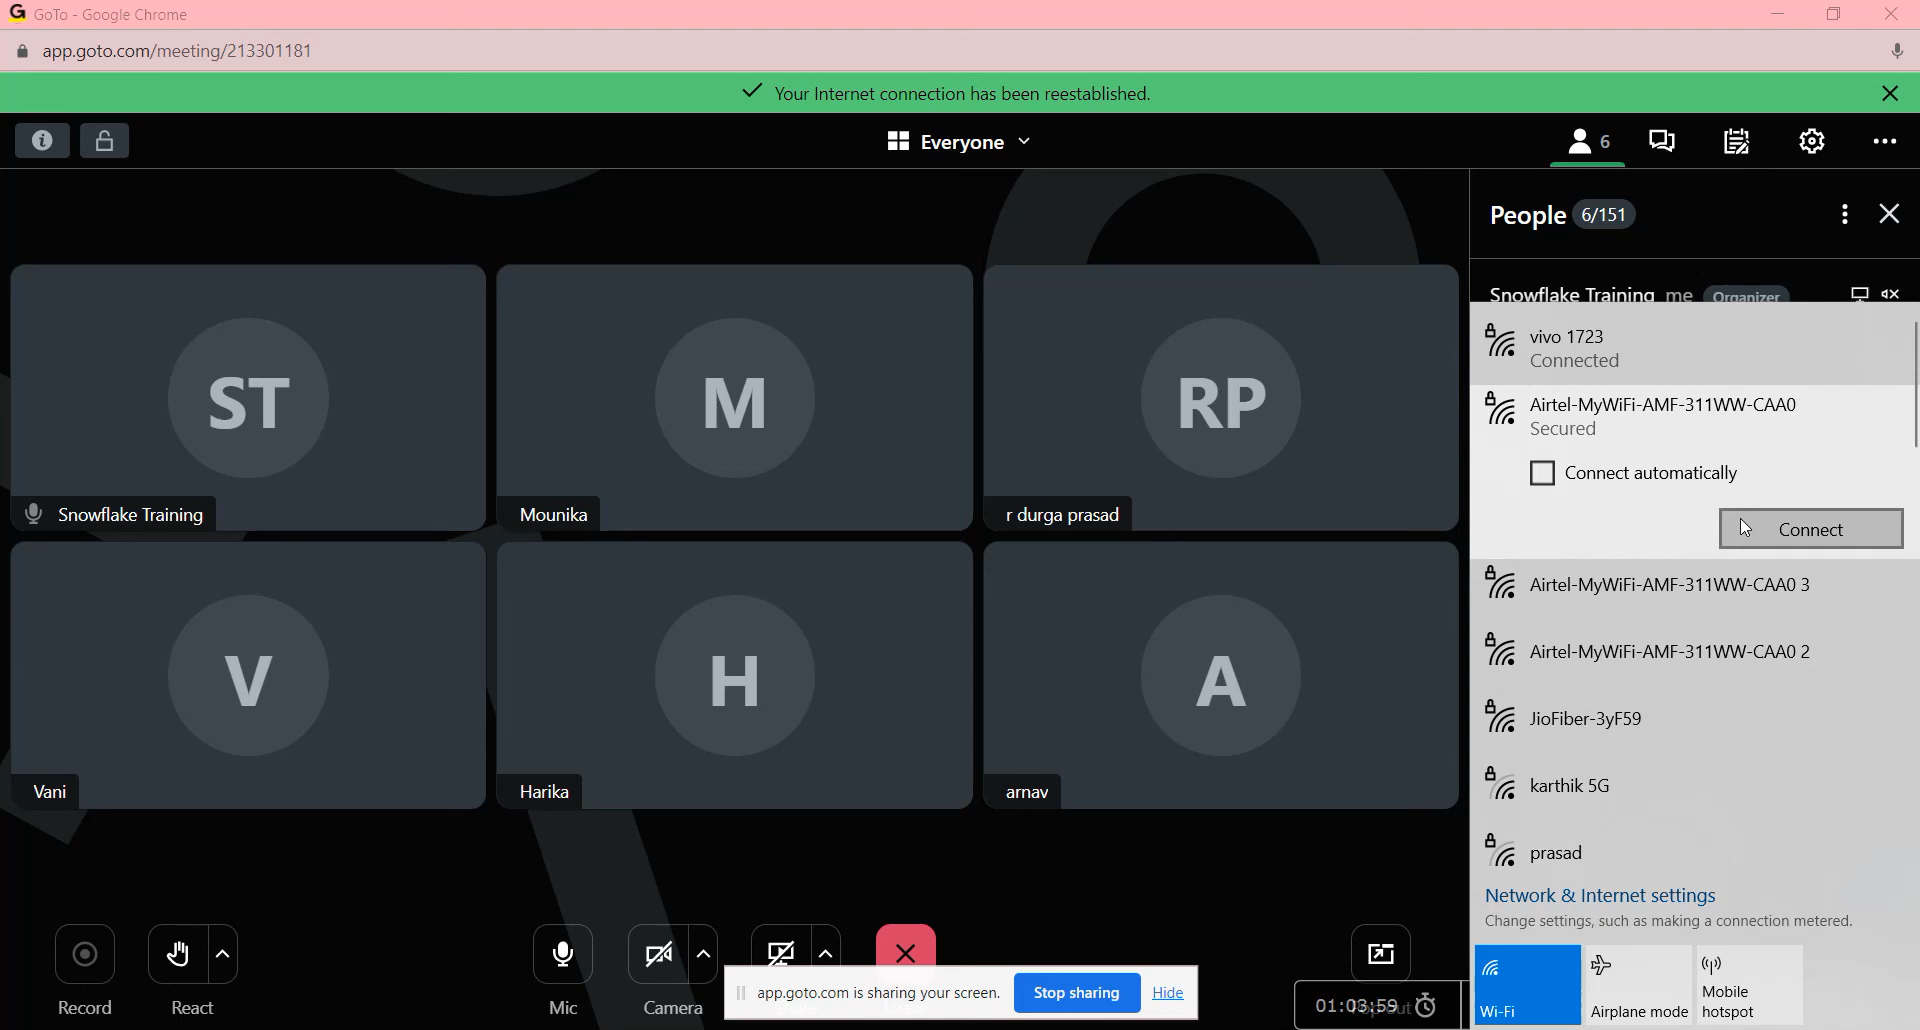 GoTo - Google Chrome
app.goto.com/meeting/213301181
Your Internet connection has been reestablished.
Everyone
6
People 6/151
Snowflake Training me Organizer
ST
Snowflake Training
M
Mounika
RP
r durga prasad
V
Vani
H
Harika
A
arnav
vivo 1723
Connected
Airtel-MyWiFi-AMF-311WW-CAA0
Secured
Connect automatically
Connect
Airtel-MyWiFi-AMF-311WW-CAA0 3
Airtel-MyWiFi-AMF-311WW-CAA0 2
JioFiber-3yF59
karthik 5G
prasad
Network & Internet settings
Change settings, such as making a connection metered.
Wi-Fi
Airplane mode
Mobile
hotspot
Record
React
Mic
Camera
app.goto.com is sharing your screen.
Stop sharing
Hide
01:03:59